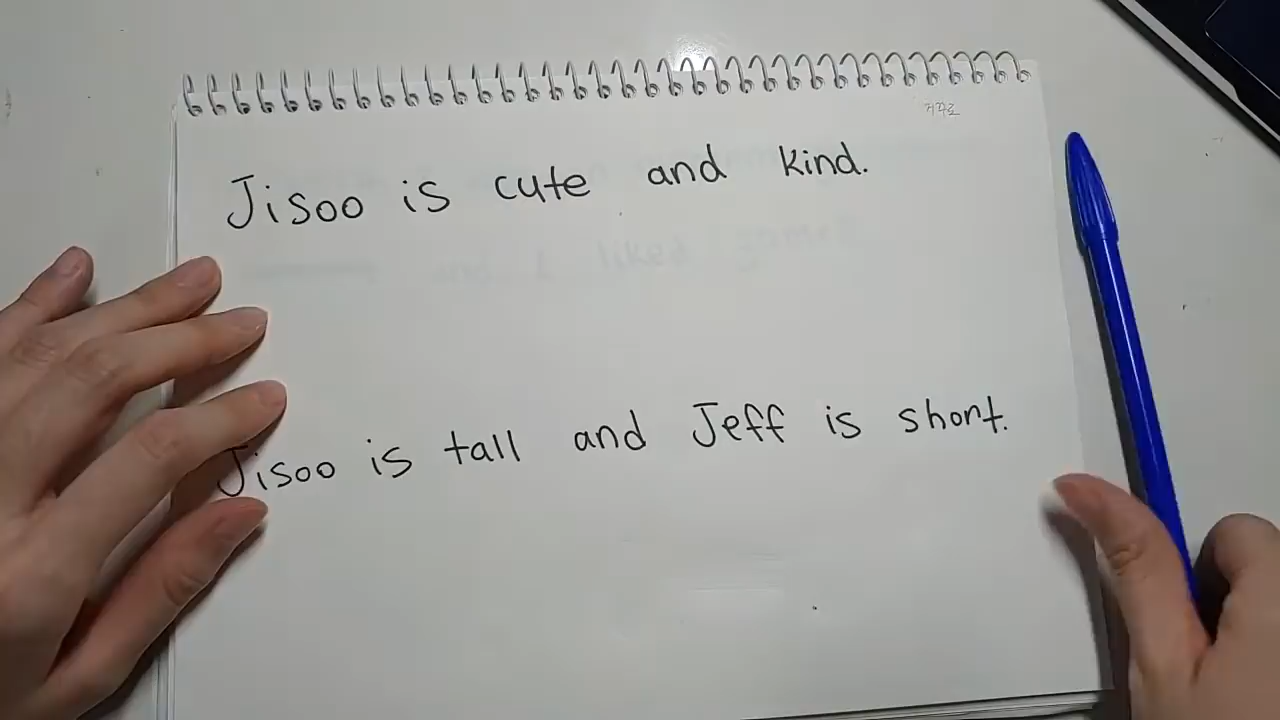 Jisoo is cute and kind.
Jisoo is tall and Jeff is short.